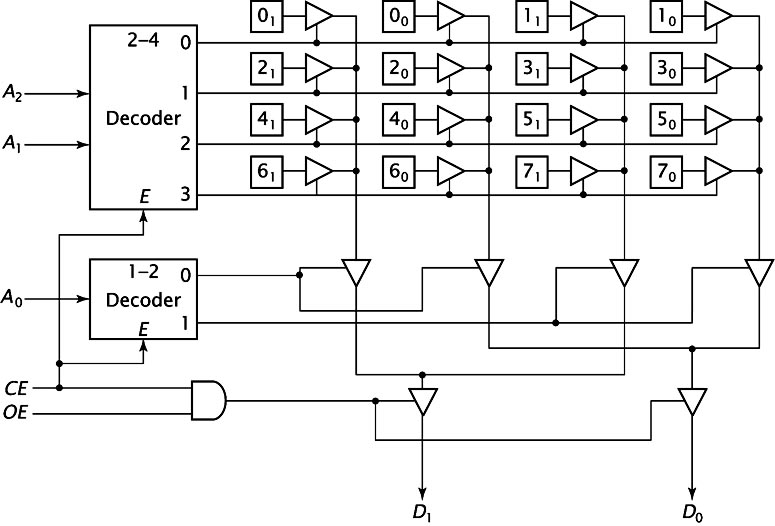 0₁ 0₀ 1₁ 1₀
2–4 0
2₁ 2₀ 3₁ 3₀
A₂ 1
Decoder 4₁ 4₀ 5₁ 5₀
A₁ 2
6₁ 6₀ 7₁ 7₀
E 3
1–2 0
A₀ Decoder
E 1
CE
OE
D₁ D₀